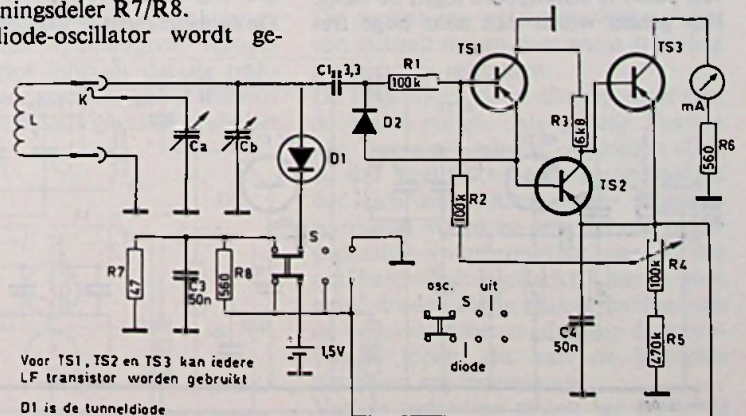 ningsdeler R7/R8.
diode-oscillator wordt ge-
L
K
Ca
Cb
C1 3,3
R1
100k
D2
D1
TS1
R3
6k8
TS2
TS3
mA
R6
560
R2
100k
R7
47
C3
50n
R8
560
S
1,5V
osc. uit
S
diode
C4
50n
R4
100k
R5
470k
Voor TS1, TS2 en TS3 kan iedere
LF transistor worden gebruikt
D1 is de tunneldiode